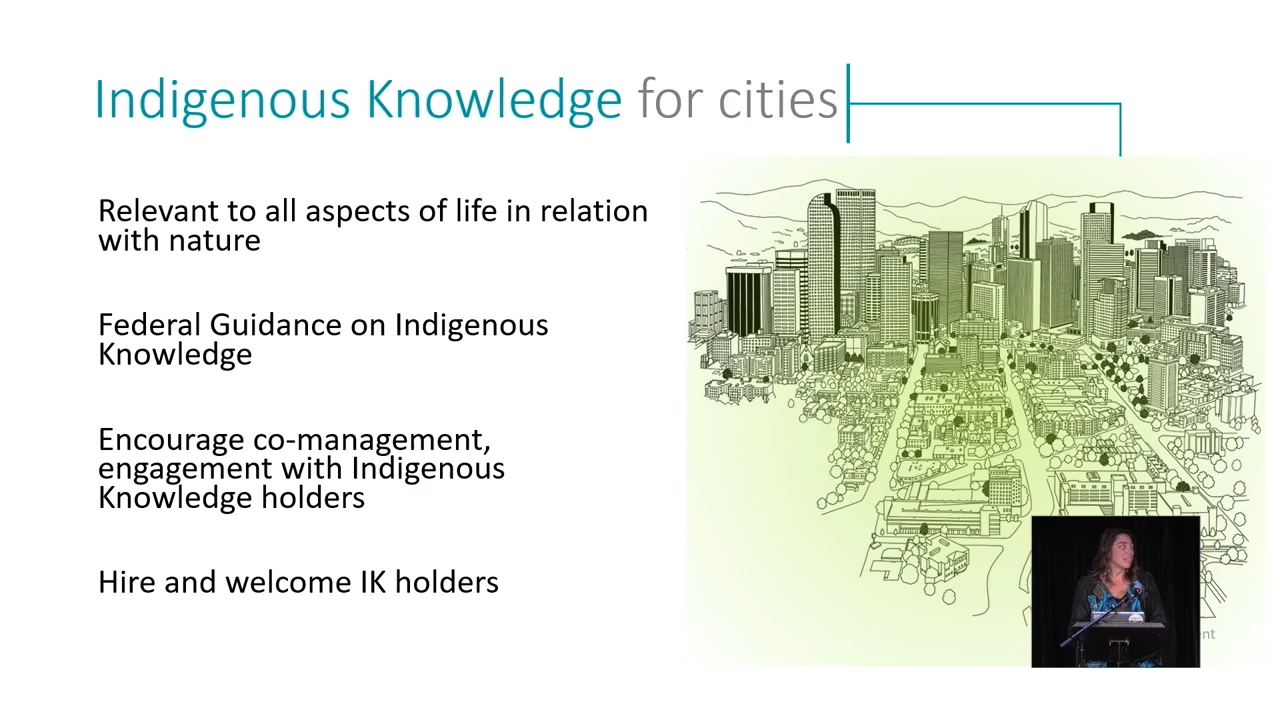 Indigenous Knowledge for cities
Relevant to all aspects of life in relation
with nature
Federal Guidance on Indigenous
Knowledge
Encourage co-management,
engagement with Indigenous
Knowledge holders
Hire and welcome IK holders